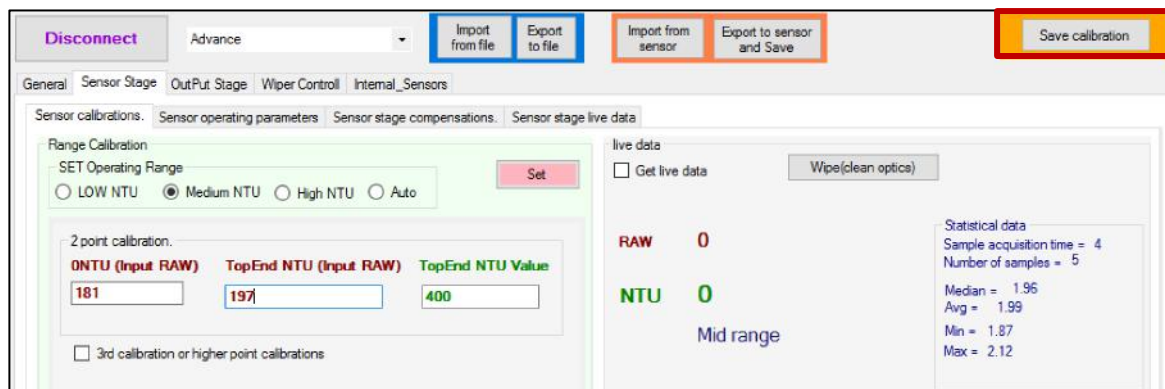 Disconnect
Advance
Import from file
Export to file
Import from sensor
Export to sensor and Save
Save calibration
General Sensor Stage OutPut Stage Wiper Controll Internal_Sensors
Sensor calibrations. Sensor operating parameters Sensor stage compensations. Sensor stage live data
Range Calibration
SET Operating Range
LOW NTU Medium NTU High NTU Auto
Set
2 point calibration.
0NTU (Input RAW) TopEnd NTU (Input RAW) TopEnd NTU Value
181 197 400
3rd calibration or higher point calibrations
live data
Get live data
Wipe(clean optics)
RAW 0
NTU 0
Mid range
Statistical data
Sample acquisition time = 4
Number of samples = 5
Median = 1.96
Avg = 1.99
Min = 1.87
Max = 2.12